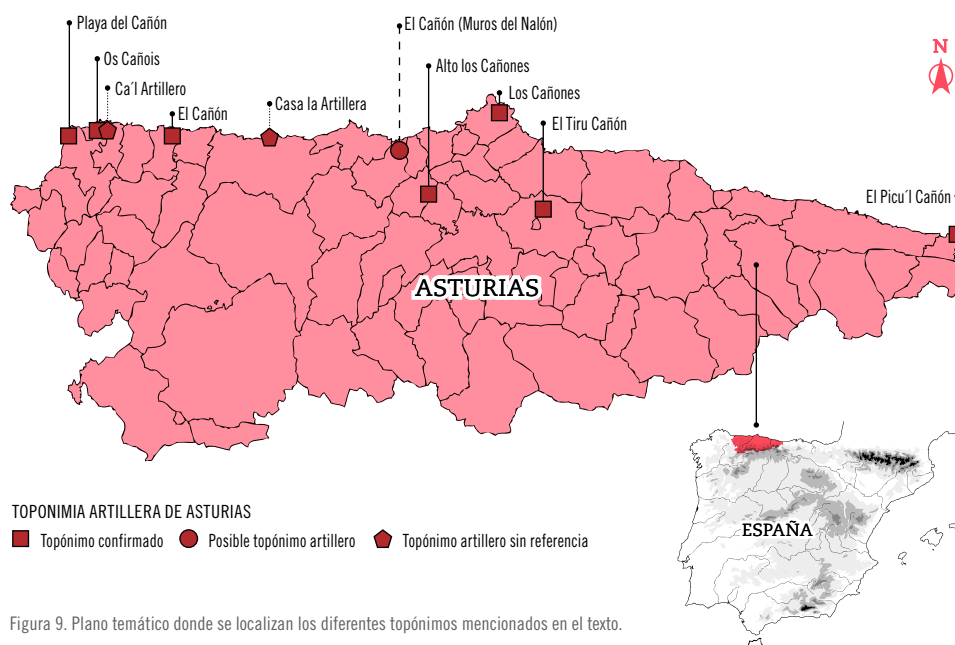 El Cañón (Muros del Nalón)
Playa del Cañón
N
Os Cañois
Alto los Cañones
Ca´l Artillero
Los Cañones
Casa la Artillera
El Cañón
El Tiru Cañón
El Picu´l Cañón
ASTURIAS
TOPONIMIA ARTILLERA DE ASTURIAS
Topónimo confirmado
Posible topónimo artillero
Topónimo artillero sin referencia
ESPAÑA
Figura 9. Plano temático donde se localizan los diferentes topónimos mencionados en el texto.